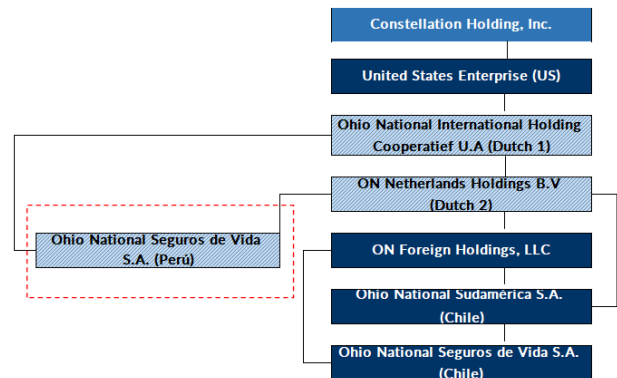 Constellation Holding, Inc.
United States Enterprise (US)
Ohio National International Holding
Cooperatief U.A (Dutch 1)
ON Netherlands Holdings B.V
(Dutch 2)
Ohio National Seguros de Vida
S.A. (Perú)
ON Foreign Holdings, LLC
Ohio National Sudamérica S.A.
(Chile)
Ohio National Seguros de Vida S.A.
(Chile)